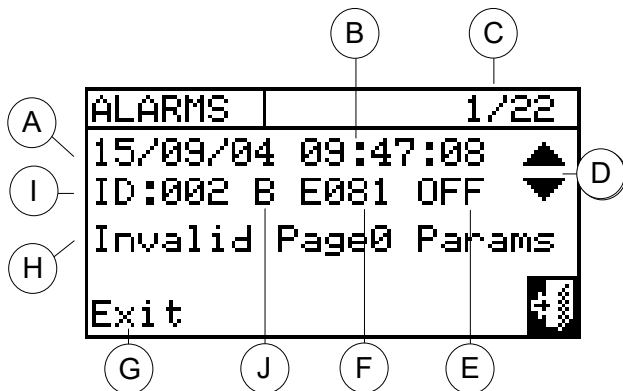 B C
ALARMS 1/22
A
15/09/04 09:47:08
D
I
ID:002 B E081 OFF
H
Invalid Page0 Params
Exit
G J F E